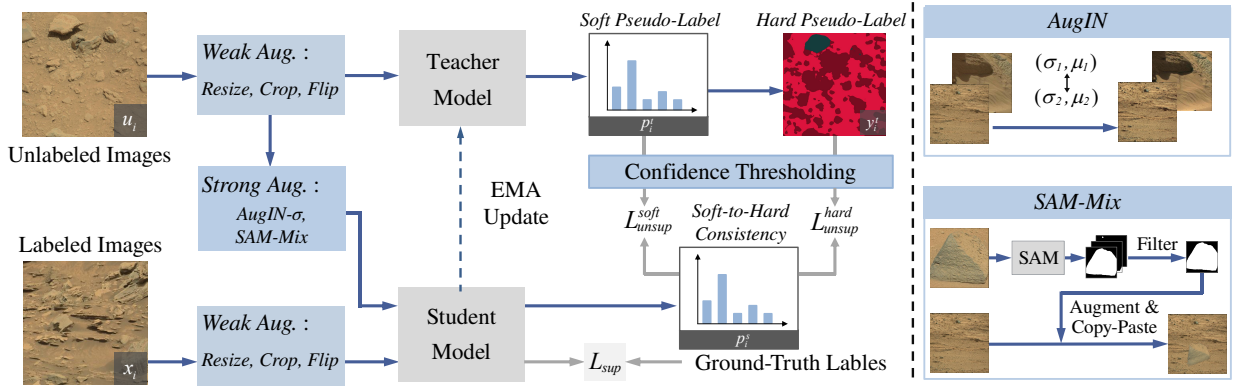 Soft Pseudo-Label
Hard Pseudo-Label
AugIN
Weak Aug. :
Resize, Crop, Flip
Teacher
Model
(σ₁, μ₁)
(σ₂, μ₂)
u_i
p_i^t
y_i^t
Unlabeled Images
Confidence Thresholding
Strong Aug. :
AugIN-σ,
SAM-Mix
EMA
Update
L_unsup^soft
Soft-to-Hard
Consistency
L_unsup^hard
SAM-Mix
Labeled Images
SAM
Filter
Weak Aug. :
Resize, Crop, Flip
Student
Model
Augment &
Copy-Paste
p_i^s
x_i
L_sup
Ground-Truth Lables